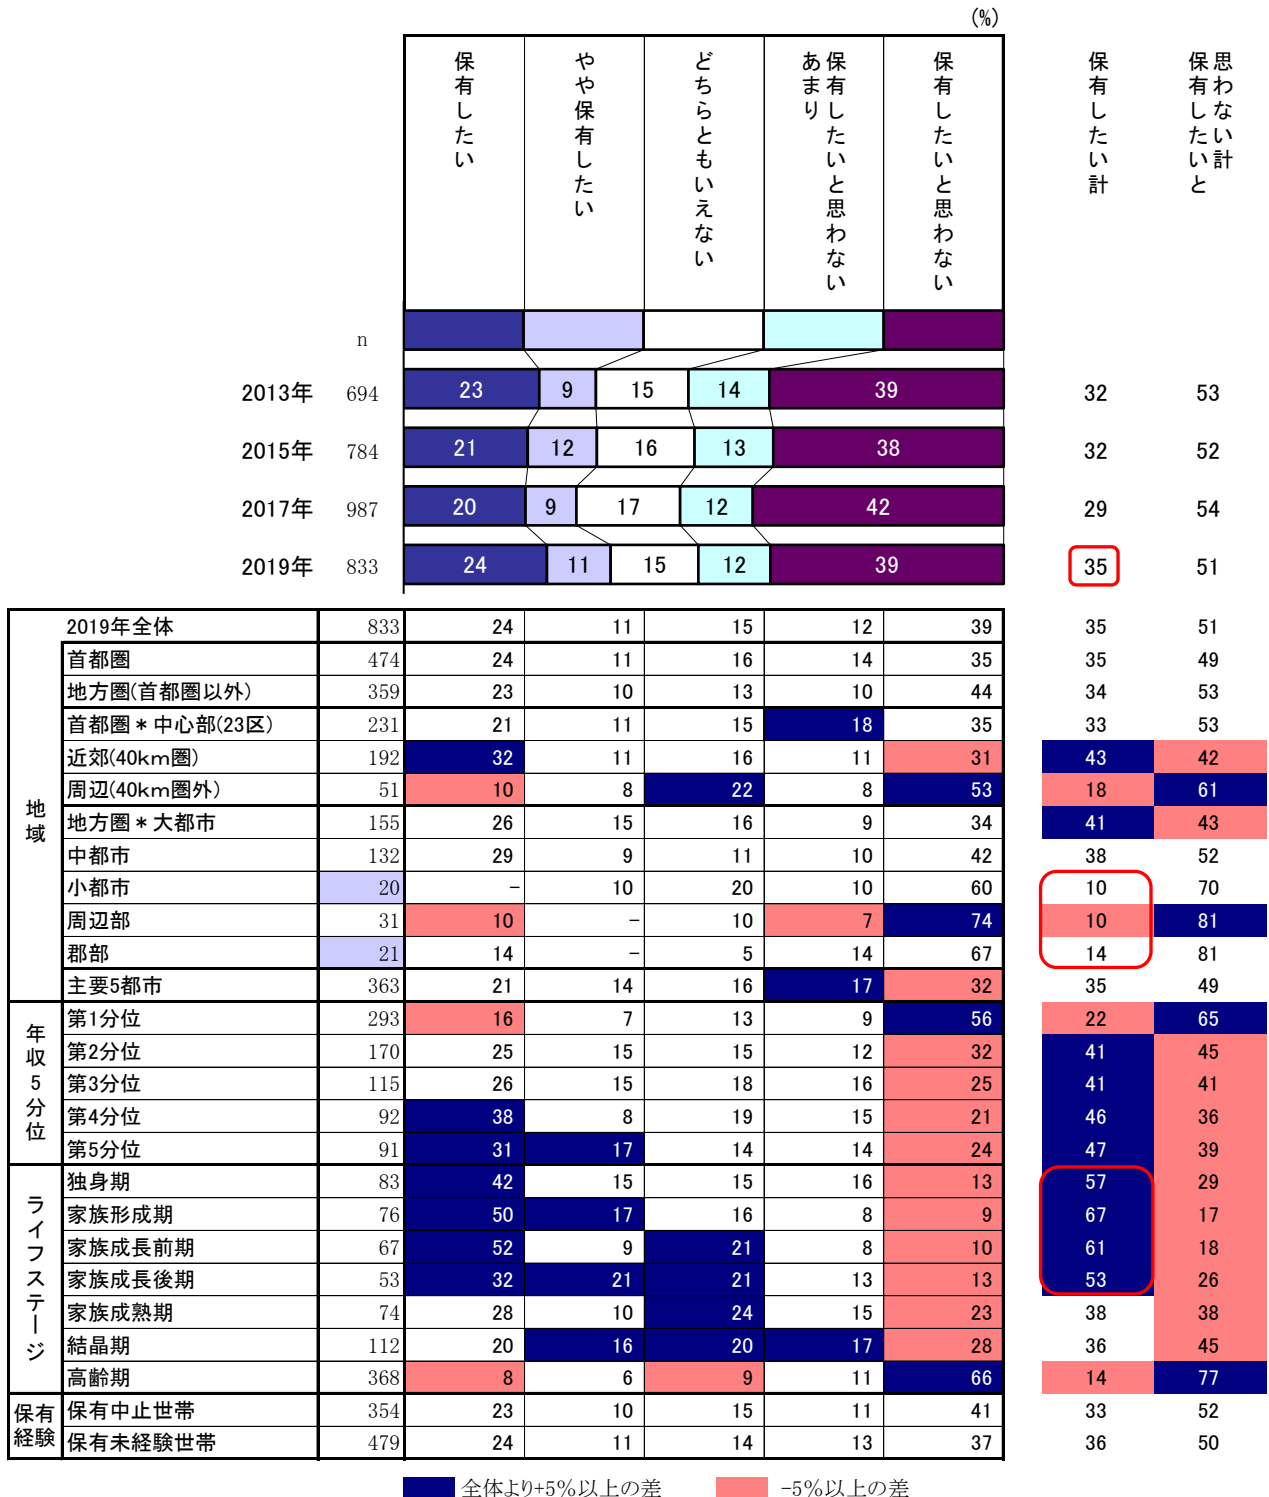 (%)
保有したい
やや保有したい
どちらともいえない
あまり
保有したいと思わない
保有したいと思わない
保有したい計
保有したいと
思わない計
n
2013年 694 23 9 15 14 39 32 53
2015年 784 21 12 16 13 38 32 52
2017年 987 20 9 17 12 42 29 54
2019年 833 24 11 15 12 39 35 51
2019年全体 833 24 11 15 12 39 35 51
地域
首都圏 474 24 11 16 14 35 35 49
地方圏(首都圏以外) 359 23 10 13 10 44 34 53
首都圏*中心部(23区) 231 21 11 15 18 35 33 53
近郊(40km圏) 192 32 11 16 11 31 43 42
周辺(40km圏外) 51 10 8 22 8 53 18 61
地方圏*大都市 155 26 15 16 9 34 41 43
中都市 132 29 9 11 10 42 38 52
小都市 20 - 10 20 10 60 10 70
周辺部 31 10 - 10 7 74 10 81
郡部 21 14 - 5 14 67 14 81
主要5都市 363 21 14 16 17 32 35 49
年収5分位
第1分位 293 16 7 13 9 56 22 65
第2分位 170 25 15 15 12 32 41 45
第3分位 115 26 15 18 16 25 41 41
第4分位 92 38 8 19 15 21 46 36
第5分位 91 31 17 14 14 24 47 39
ライフステージ
独身期 83 42 15 15 16 13 57 29
家族形成期 76 50 17 16 8 9 67 17
家族成長前期 67 52 9 21 8 10 61 18
家族成長後期 53 32 21 21 13 13 53 26
家族成熟期 74 28 10 24 15 23 38 38
結晶期 112 20 16 20 17 28 36 45
高齢期 368 8 6 9 11 66 14 77
保有経験
保有中止世帯 354 23 10 15 11 41 33 52
保有未経験世帯 479 24 11 14 13 37 36 50
全体より+5%以上の差 -5%以上の差